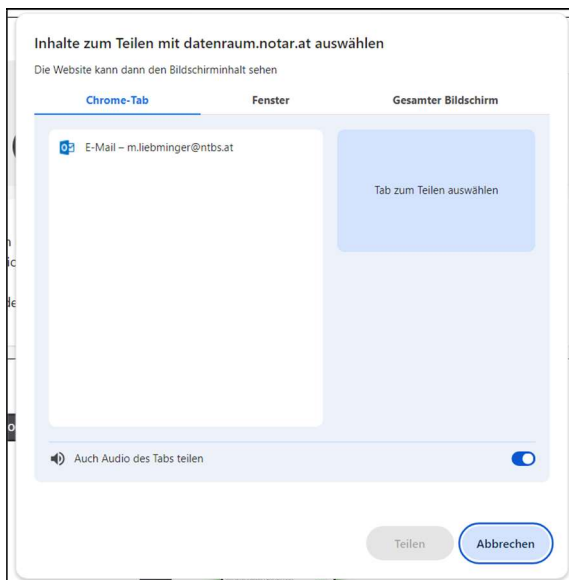 Inhalte zum Teilen mit datenraum.notar.at auswählen
Die Website kann dann den Bildschirminhalt sehen
Chrome-Tab Fenster Gesamter Bildschirm
E-Mail – m.liebminger@ntbs.at
Tab zum Teilen auswählen
Auch Audio des Tabs teilen
Teilen Abbrechen